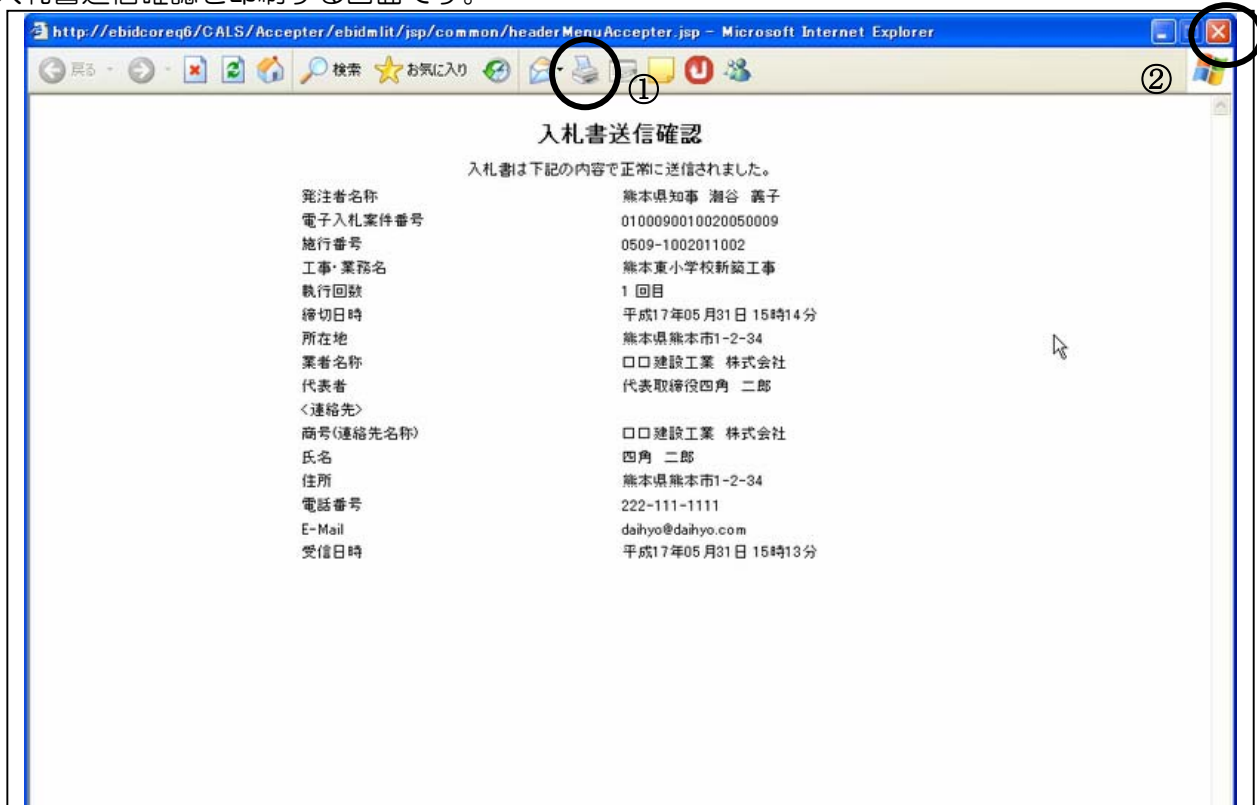 入札書送信確認を印刷する画面です。
http://ebidcoreq6/CALS/Accepter/ebidmlit/jsp/common/headerMenuAccepter.jsp - Microsoft Internet Explorer
戻る 検索 お気に入り
① ②
入札書送信確認
入札書は下記の内容で正常に送信されました。
発注者名称 熊本県知事 潮谷 義子
電子入札案件番号 0100090010020050009
施行番号 0509-1002011002
工事・業務名 熊本東小学校新築工事
執行回数 1 回目
締切日時 平成17年05月31日 15時14分
所在地 熊本県熊本市1-2-34
業者名称 口口建設工業 株式会社
代表者 代表取締役四角 二郎
<連絡先>
商号(連絡先名称) 口口建設工業 株式会社
氏名 四角 二郎
住所 熊本県熊本市1-2-34
電話番号 222-111-1111
E-Mail daihyo@daihyo.com
受信日時 平成17年05月31日 15時13分